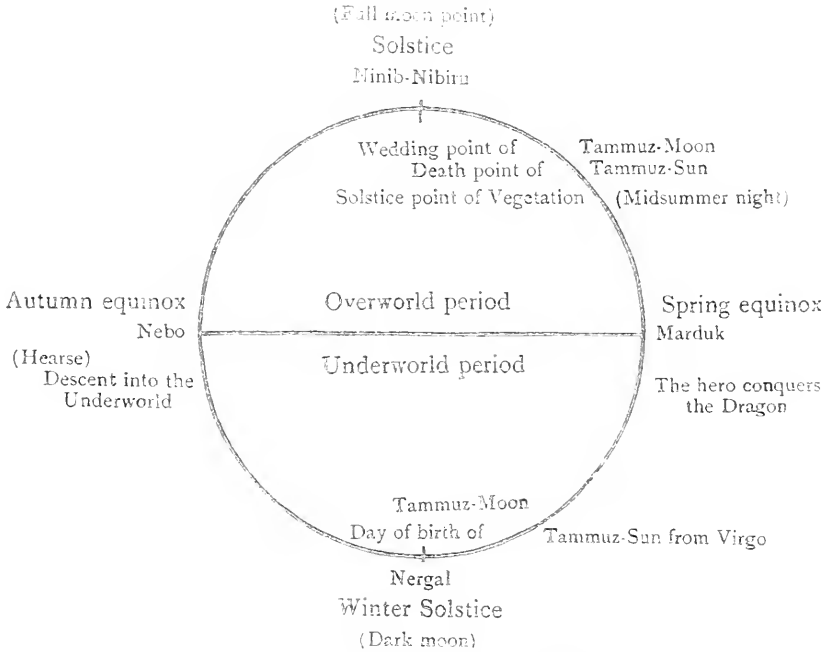 (Full moon point)
Solstice
Ninib-Nibiru
Wedding point of Tammuz-Moon
Death point of Tammuz-Sun
Solstice point of Vegetation (Midsummer night)
Autumn equinox
Nebo
(Hearse)
Descent into the
Underworld
Overworld period
Underworld period
Spring equinox
Marduk
The hero conquers
the Dragon
Tammuz-Moon
Day of birth of Tammuz-Sun from Virgo
Nergal
Winter Solstice
(Dark moon)